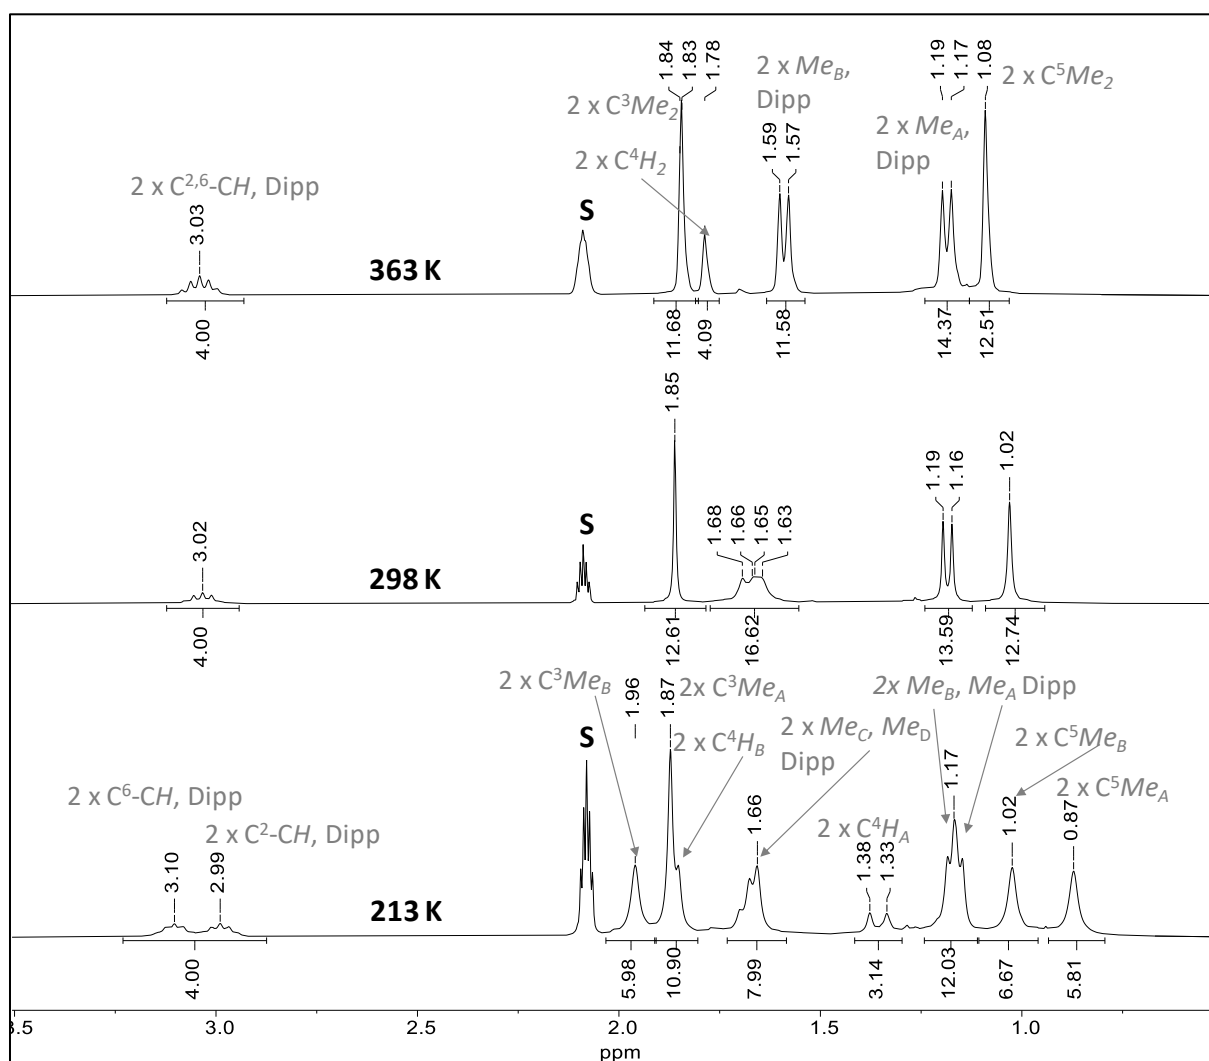 1.84
1.83
1.78
2 x MeB,
Dipp
1.19
1.17
1.08
2 x C5Me2
2 x C3Me2
1.59
1.57
2 x MeA,
Dipp
2 x C4H2
2 x C2,6-CH, Dipp
3.03
S
363 K
4.00
11.68
4.09
11.58
14.37
12.51
1.85
1.19
1.16
1.02
3.02
S
298 K
1.68
1.66
1.65
1.63
4.00
12.61
16.62
13.59
12.74
2 x C3MeB
1.96
1.87
2 x C3MeA
2x MeB, MeA Dipp
2 x C4HB
2 x MeC, MeD
Dipp
2 x C5MeB
2 x C6-CH, Dipp
2 x C2-CH, Dipp
S
1.66
2 x C4HA
1.17
1.02
2 x C5MeA
0.87
3.10
2.99
213 K
1.38
1.33
4.00
5.98
10.90
7.99
3.14
12.03
6.67
5.81
3.5 3.0 2.5 2.0 1.5 1.0
ppm